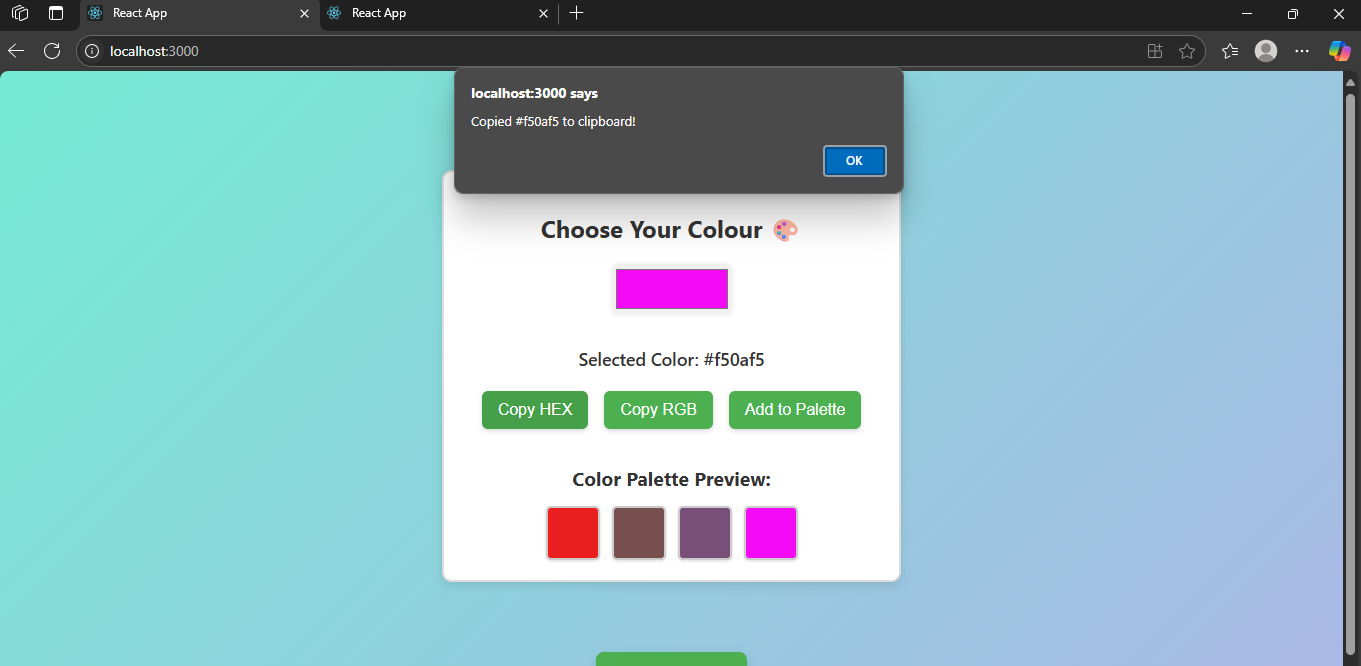 React App
React App
localhost:3000
localhost:3000 says
Copied #f50af5 to clipboard!
OK
Choose Your Colour 🎨
Selected Color: #f50af5
Copy HEX
Copy RGB
Add to Palette
Color Palette Preview: